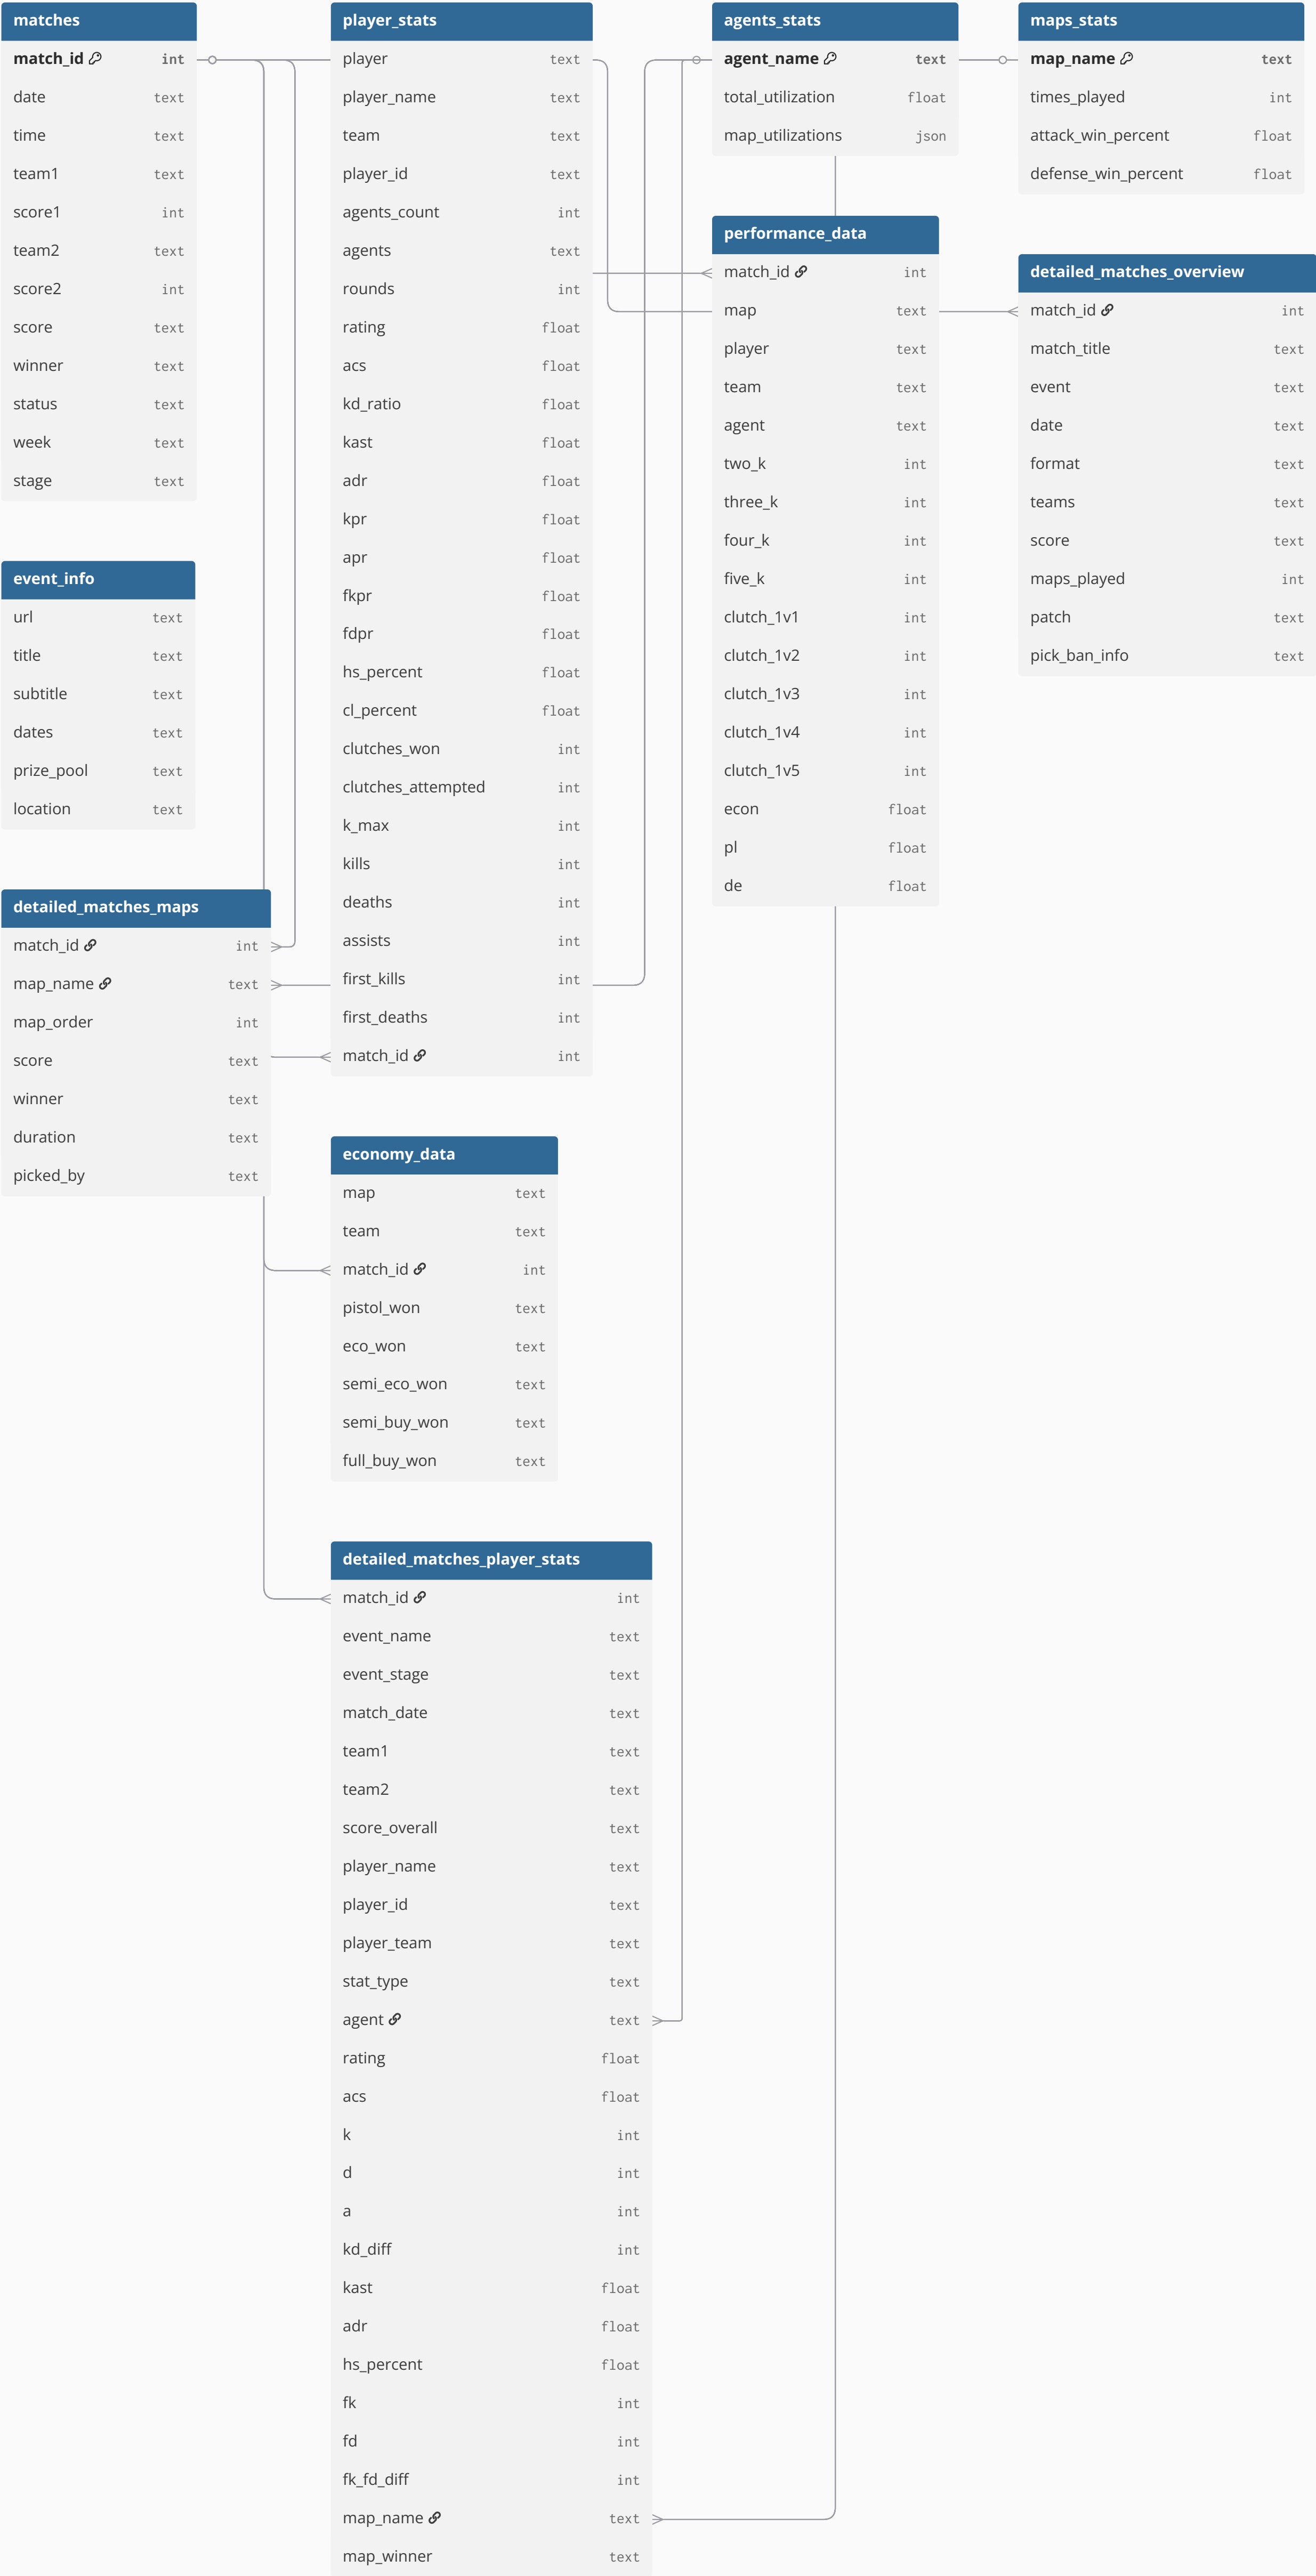 matches
match_id int
date text
time text
team1 text
score1 int
team2 text
score2 int
score text
winner text
status text
week text
stage text
event_info
url text
title text
subtitle text
dates text
prize_pool text
location text
detailed_matches_maps
match_id int
map_name text
map_order int
score text
winner text
duration text
picked_by text
player_stats
player text
player_name text
team text
player_id text
agents_count int
agents text
rounds int
rating float
acs float
kd_ratio float
kast float
adr float
kpr float
apr float
fkpr float
fdpr float
hs_percent float
cl_percent float
clutches_won int
clutches_attempted int
k_max int
kills int
deaths int
assists int
first_kills int
first_deaths int
match_id int
economy_data
map text
team text
match_id int
pistol_won text
eco_won text
semi_eco_won text
semi_buy_won text
full_buy_won text
detailed_matches_player_stats
match_id int
event_name text
event_stage text
match_date text
team1 text
team2 text
score_overall text
player_name text
player_id text
player_team text
stat_type text
agent text
rating float
acs float
k int
d int
a int
kd_diff int
kast float
adr float
hs_percent float
fk int
fd int
fk_fd_diff int
map_name text
map_winner text
agents_stats
agent_name text
total_utilization float
map_utilizations json
performance_data
match_id int
map text
player text
team text
agent text
two_k int
three_k int
four_k int
five_k int
clutch_1v1 int
clutch_1v2 int
clutch_1v3 int
clutch_1v4 int
clutch_1v5 int
econ float
pl float
de float
maps_stats
map_name text
times_played int
attack_win_percent float
defense_win_percent float
detailed_matches_overview
match_id int
match_title text
event text
date text
format text
teams text
score text
maps_played int
patch text
pick_ban_info text